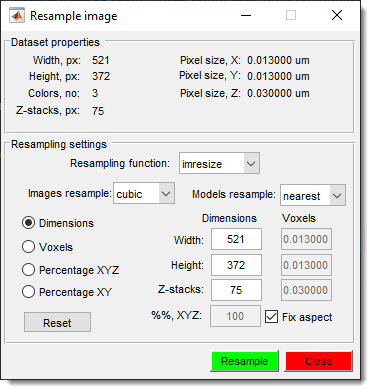 Resample image
Dataset properties
Width, px: 521 Pixel size, X: 0.013000 um
Height, px: 372 Pixel size, Y: 0.013000 um
Colors, no: 3 Pixel size, Z: 0.030000 um
Z-stacks, px: 75
Resampling settings
Resampling function: imresize
Images resample: cubic Models resample: nearest
Dimensions Dimensions Voxels
Voxels Width: 521 0.013000
Percentage XYZ Height: 372 0.013000
Percentage XY Z-stacks: 75 0.030000
Reset %%, XYZ: 100 Fix aspect
Resample Close